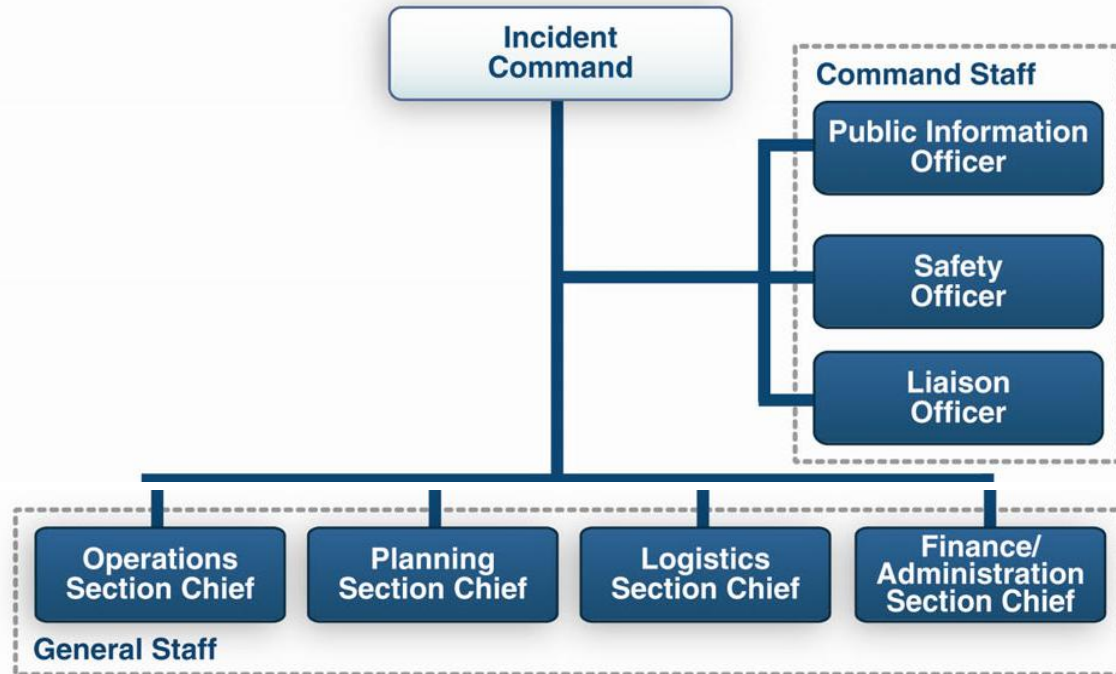 Incident
Command
Command Staff
Public Information
Officer
Safety
Officer
Liaison
Officer
Operations
Section Chief
Planning
Section Chief
Logistics
Section Chief
Finance/
Administration
Section Chief
General Staff